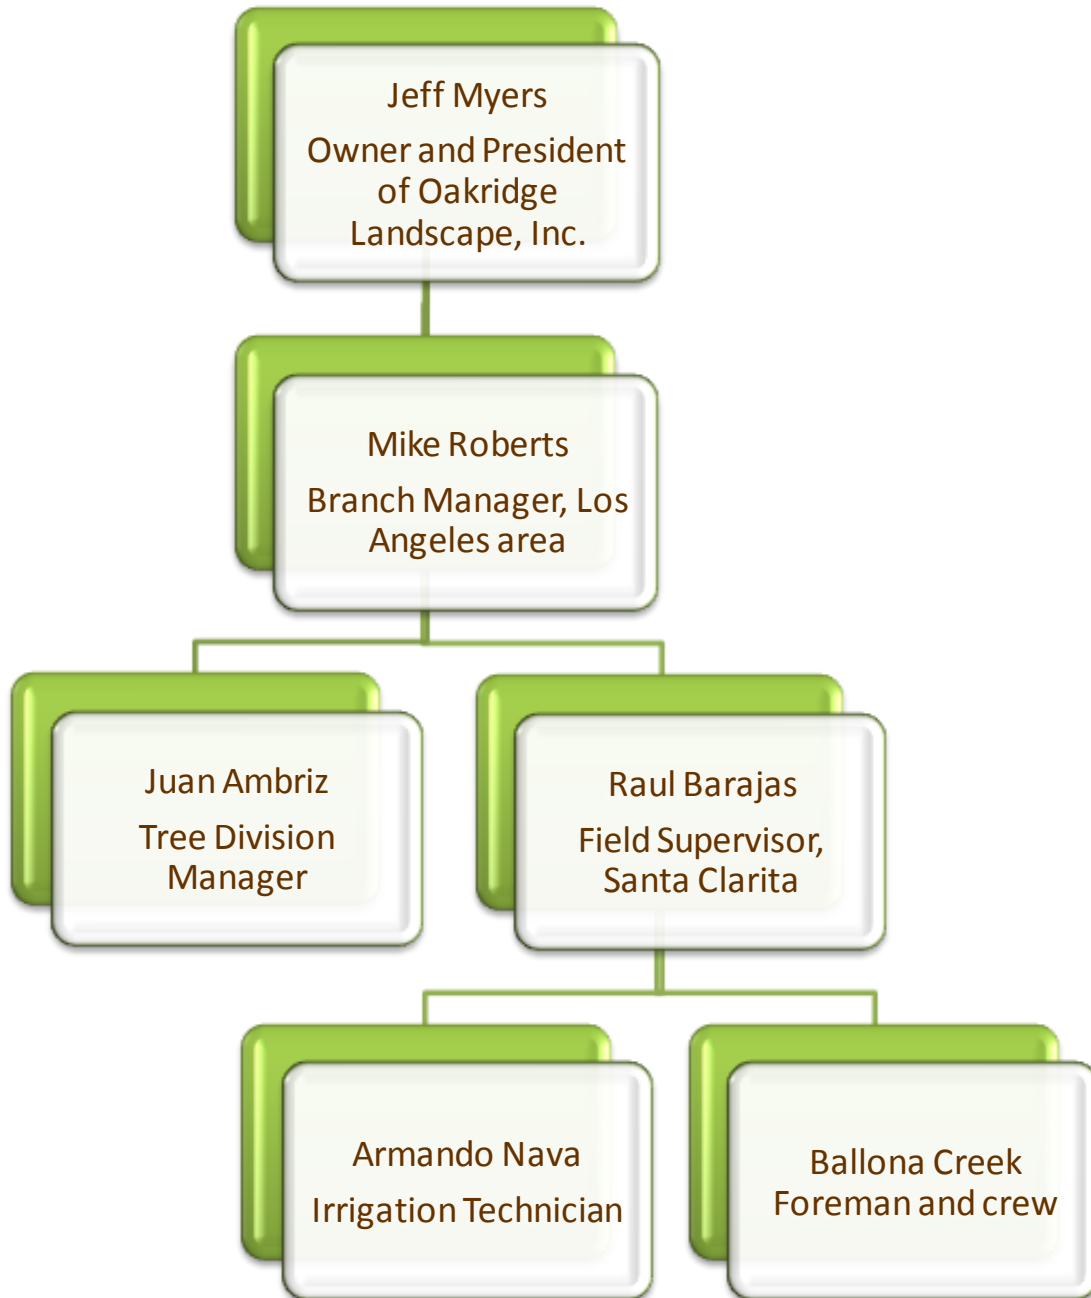 Jeff Myers
Owner and President
of Oakridge
Landscape, Inc.
Mike Roberts
Branch Manager, Los
Angeles area
Juan Ambriz
Tree Division
Manager
Raul Barajas
Field Supervisor,
Santa Clarita
Armando Nava
Irrigation Technician
Ballona Creek
Foreman and crew